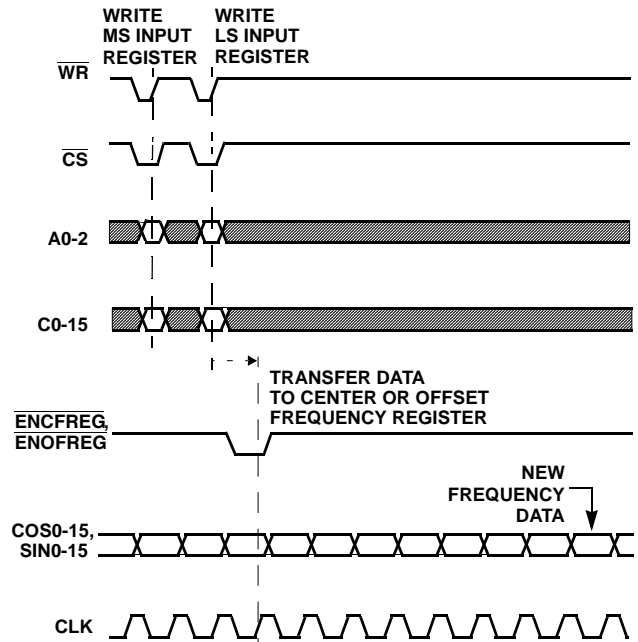 WRITE
MS INPUT
REGISTER
WRITE
LS INPUT
REGISTER
WR
CS
A0-2
C0-15
TRANSFER DATA
TO CENTER OR OFFSET
FREQUENCY REGISTER
ENCFREG,
ENOFREG
NEW
FREQUENCY
DATA
COS0-15,
SIN0-15
CLK